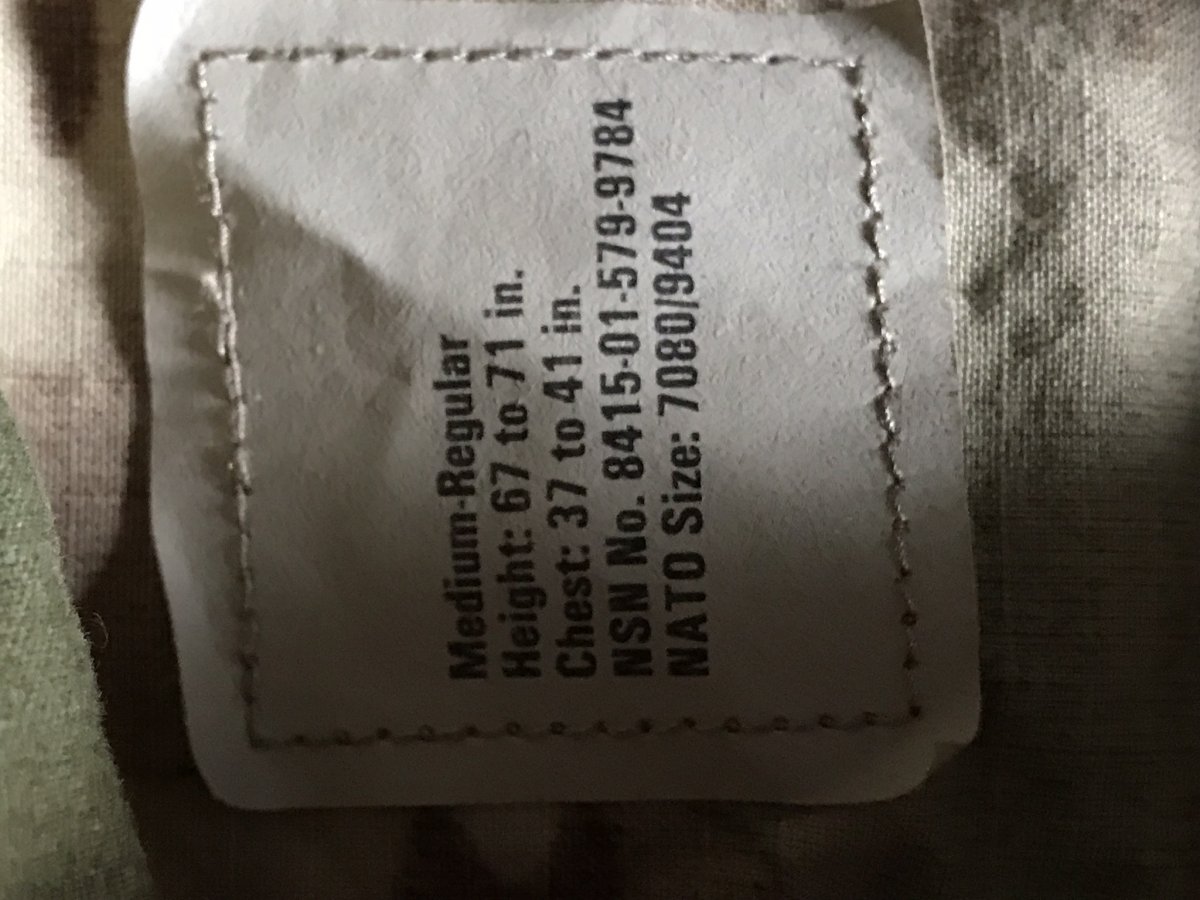 Medium-Regular
Height: 67 to 71 in.
Chest: 37 to 41 in.
NSN No. 8415-01-579-9784
NATO Size: 7080/9404